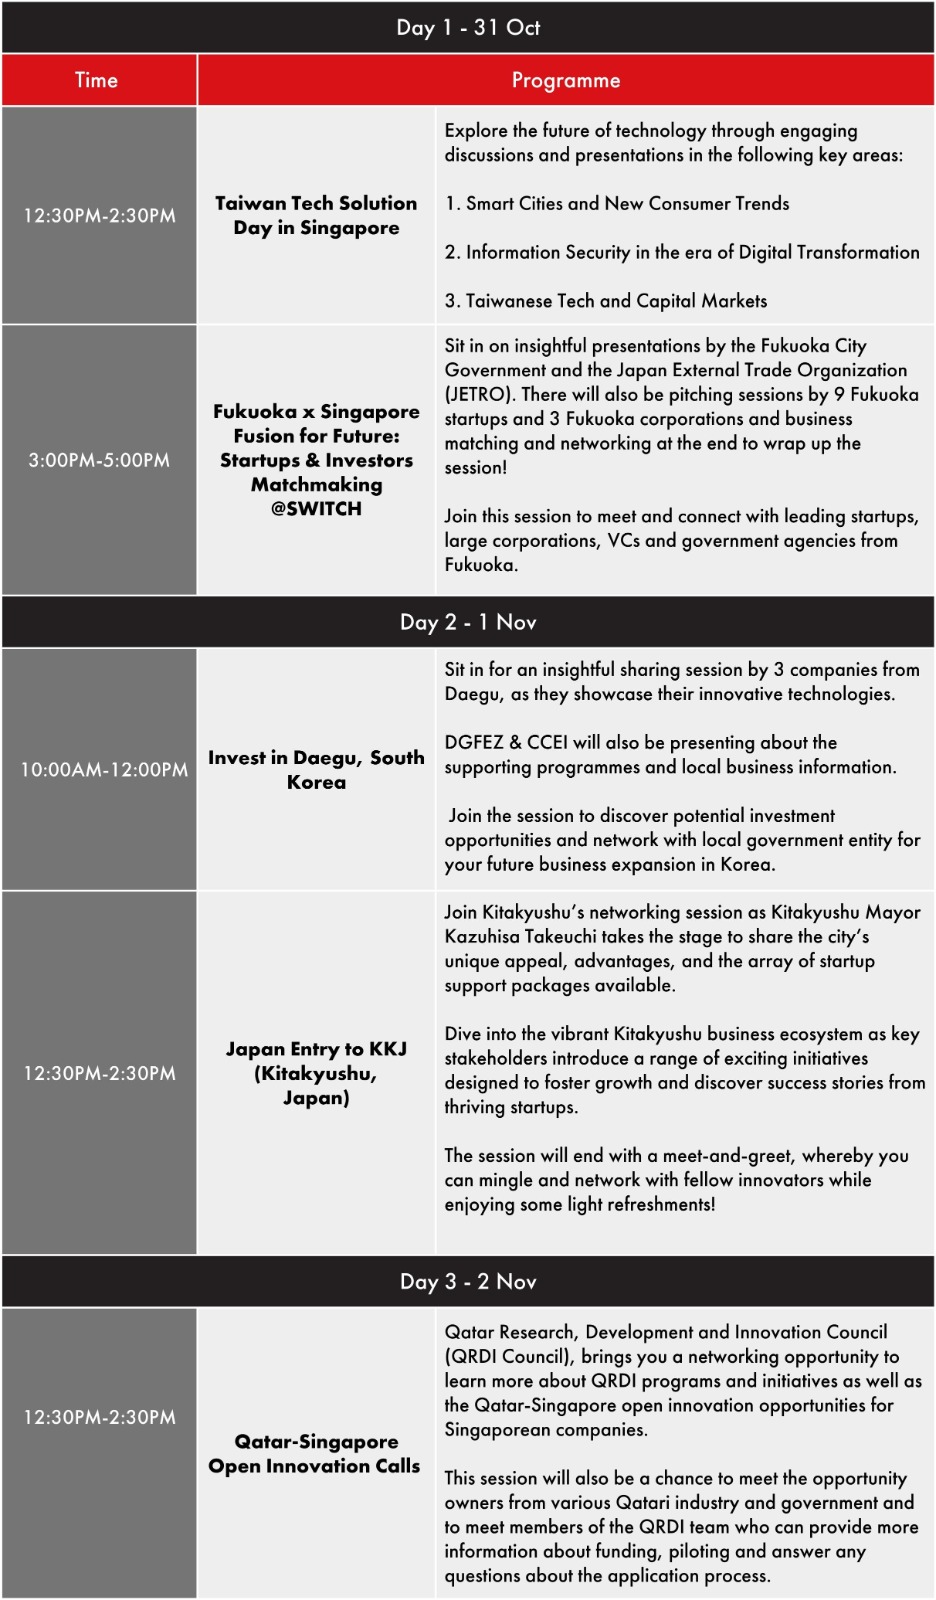 Day 1 - 31 Oct
Time
Programme
12:30PM-2:30PM
Taiwan Tech Solution
Day in Singapore
Explore the future of technology through engaging
discussions and presentations in the following key areas:
1. Smart Cities and New Consumer Trends
2. Information Security in the era of Digital Transformation
3. Taiwanese Tech and Capital Markets
3:00PM-5:00PM
Fukuoka x Singapore
Fusion for Future:
Startups & Investors
Matchmaking
@SWITCH
Sit in on insightful presentations by the Fukuoka City
Government and the Japan External Trade Organization
(JETRO). There will also be pitching sessions by 9 Fukuoka
startups and 3 Fukuoka corporations and business
matching and networking at the end to wrap up the
session!
Join this session to meet and connect with leading startups,
large corporations, VCs and government agencies from
Fukuoka.
Day 2 - 1 Nov
10:00AM-12:00PM
Invest in Daegu, South
Korea
Sit in for an insightful sharing session by 3 companies from
Daegu, as they showcase their innovative technologies.
DGFEZ & CCEI will also be presenting about the
supporting programmes and local business information.
Join the session to discover potential investment
opportunities and network with local government entity for
your future business expansion in Korea.
12:30PM-2:30PM
Japan Entry to KKJ
(Kitakyushu,
Japan)
Join Kitakyushu's networking session as Kitakyushu Mayor
Kazuhisa Takeuchi takes the stage to share the city's
unique appeal, advantages, and the array of startup
support packages available.
Dive into the vibrant Kitakyushu business ecosystem as key
stakeholders introduce a range of exciting initiatives
designed to foster growth and discover success stories from
thriving startups.
The session will end with a meet-and-greet, whereby you
can mingle and network with fellow innovators while
enjoying some light refreshments!
Day 3 - 2 Nov
12:30PM-2:30PM
Qatar-Singapore
Open Innovation Calls
Qatar Research, Development and Innovation Council
(QRDI Council), brings you a networking opportunity to
learn more about QRDI programs and initiatives as well as
the Qatar-Singapore open innovation opportunities for
Singaporean companies.
This session will also be a chance to meet the opportunity
owners from various Qatari industry and government and
to meet members of the QRDI team who can provide more
information about funding, piloting and answer any
questions about the application process.